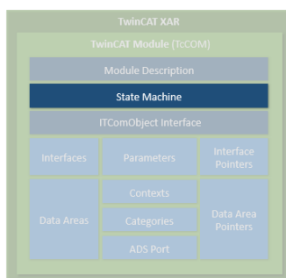 TwinCAT XAR
TwinCAT Module (TcCOM)
Module Description
State Machine
ITComObject Interface
Interfaces
Parameters
Interface
Pointers
Data Areas
Contexts
Categories
ADS Port
Data Area
Pointers